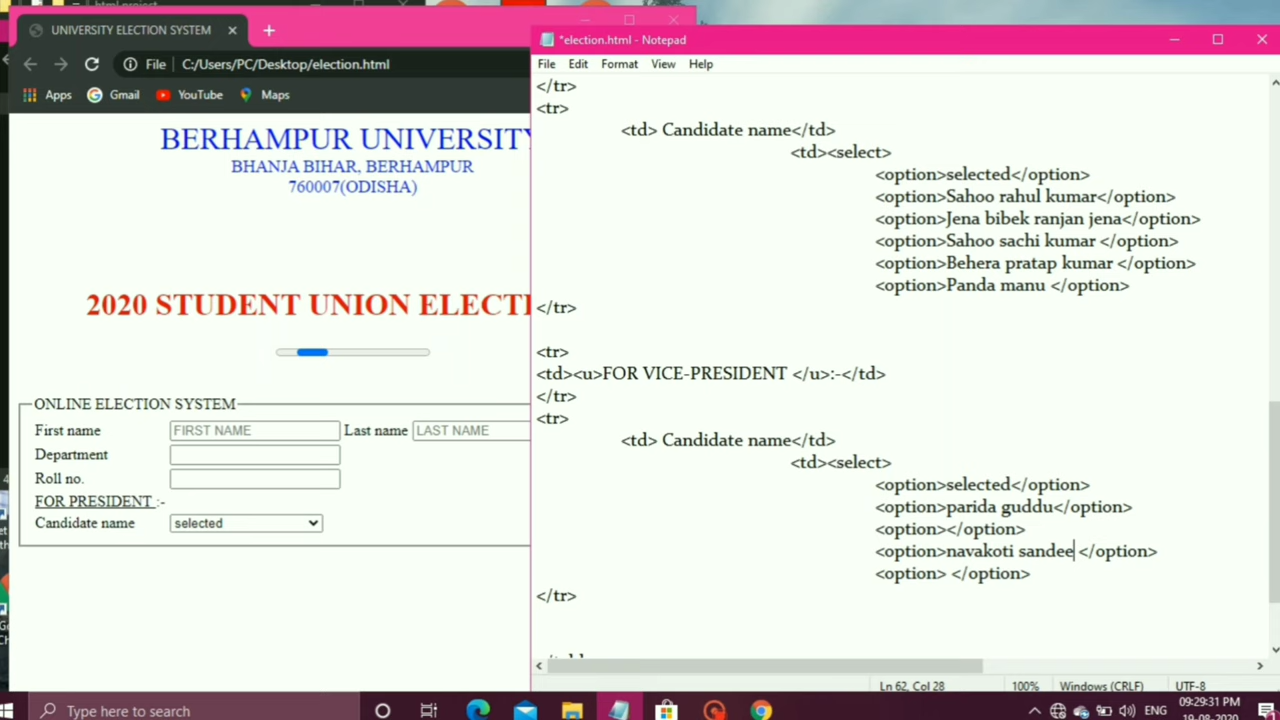 html project
UNIVERSITY ELECTION SYSTEM
File C:/Users/PC/Desktop/election.html
Apps Gmail YouTube Maps
BERHAMPUR UNIVERSITY
BHANJA BIHAR, BERHAMPUR
760007(ODISHA)
2020 STUDENT UNION ELECTI
ONLINE ELECTION SYSTEM
First name FIRST NAME Last name LAST NAME
Department
Roll no.
FOR PRESIDENT :-
Candidate name selected
*election.html - Notepad
File Edit Format View Help
</tr>
<tr>
<td> Candidate name</td>
<td><select>
<option>selected</option>
<option>Sahoo rahul kumar</option>
<option>Jena bibek ranjan jena</option>
<option>Sahoo sachi kumar </option>
<option>Behera pratap kumar </option>
<option>Panda manu </option>
</tr>
<tr>
<td><u>FOR VICE-PRESIDENT </u>:-</td>
</tr>
<tr>
<td> Candidate name</td>
<td><select>
<option>selected</option>
<option>parida guddu</option>
<option></option>
<option>navakoti sandee </option>
<option> </option>
</tr>
Ln 62, Col 28 100% Windows (CRLF) UTF-8
Type here to search
ENG 09:29:31 PM
19-08-2020